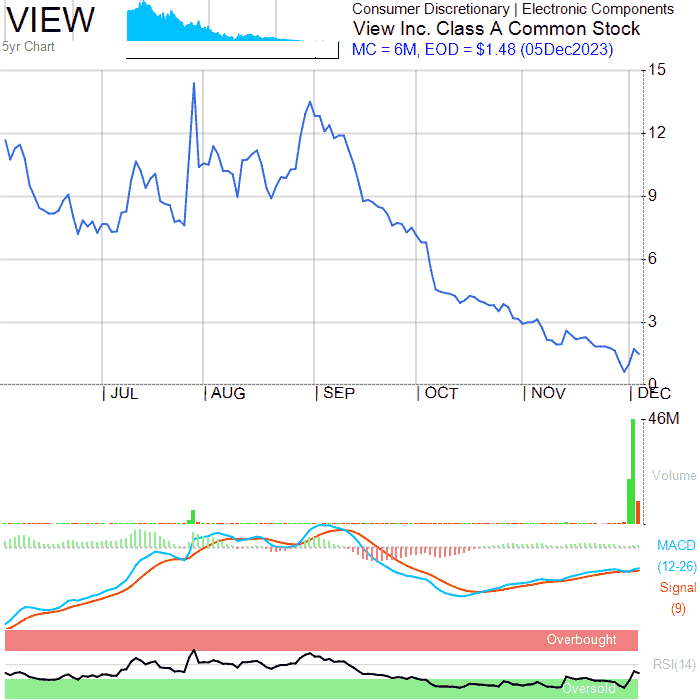 VIEW
Consumer Discretionary | Electronic Components
View Inc. Class A Common Stock
5yr Chart
MC = 6M, EOD = $1.48 (05Dec2023)
15
12
9
6
3
0
JUL
AUG
SEP
OCT
NOV
DEC
46M
Volume
MACD
(12-26)
Signal
(9)
Overbought
RSI(14)
Oversold